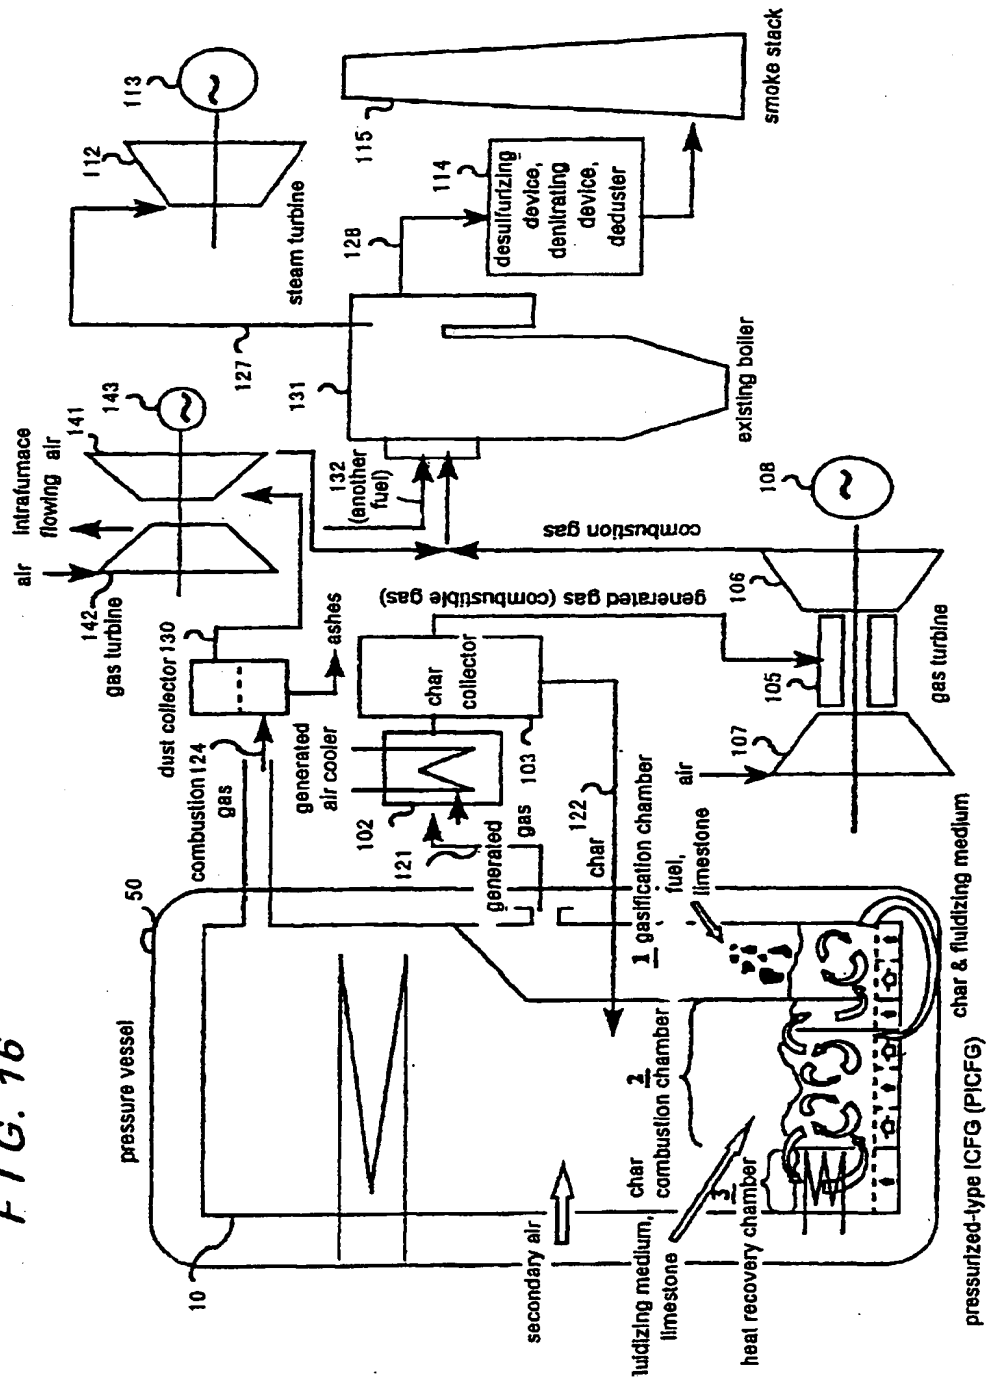 FIG. 16
pressure vessel
50
10
combustion 124
gas
dust collector 130
ashes
air
142
gas turbine
Intrafurnace
flowing air
141
143
127
steam turbine
112
113
generated
air cooler
102
121
generated
gas
103
char
collector
122
char
generated gas (combustible gas)
combustion gas
132
(another
fuel)
131
existing boiler
128
114
desulfurizing
device,
denitrating
device,
deduster
115
smoke stack
secondary air
luidizing medium,
limestone
3
heat recovery chamber
char
2
combustion chamber
1 gasification chamber
fuel,
limestone
char & fluidizing medium
pressurized-type ICFG (PICFG)
air
107
105
106
gas turbine
108